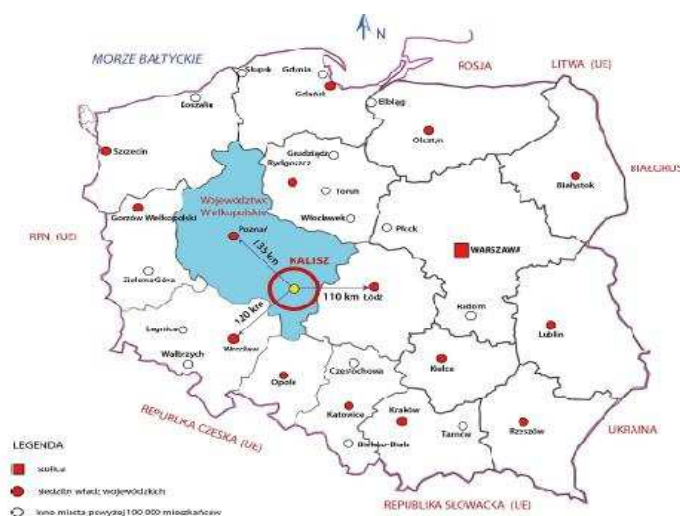 N
MORZE BAŁTYCKIE
Słupsk
Gdynia
Gdańsk
ROSJA
LITWA (UE)
Koszalin
Elbląg
Olsztyn
Szczecin
Grudziądz
Bydgoszcz
BIAŁORUŚ
Białystok
Toruń
Województwo
Wielkopolskie
Włocławek
Gorzów Wielkopolski
Płock
Poznań
RFN (UE)
135 km
KALISZ
WARSZAWA
Zielona Góra
110 km
Łódź
120 km
Radom
Legnica
Lublin
Wrocław
Wałbrzych
Częstochowa
Kielce
Opole
REPUBLIKA CZESKA (UE)
Katowice
Kraków
UKRAINA
Tarnów
Rzeszów
Bielsko-Biała
LEGENDA
stolica
siedziby władz wojewódzkich
REPUBLIKA SŁOWACKA (UE)
inne miasta powyżej 100 000 mieszkańców